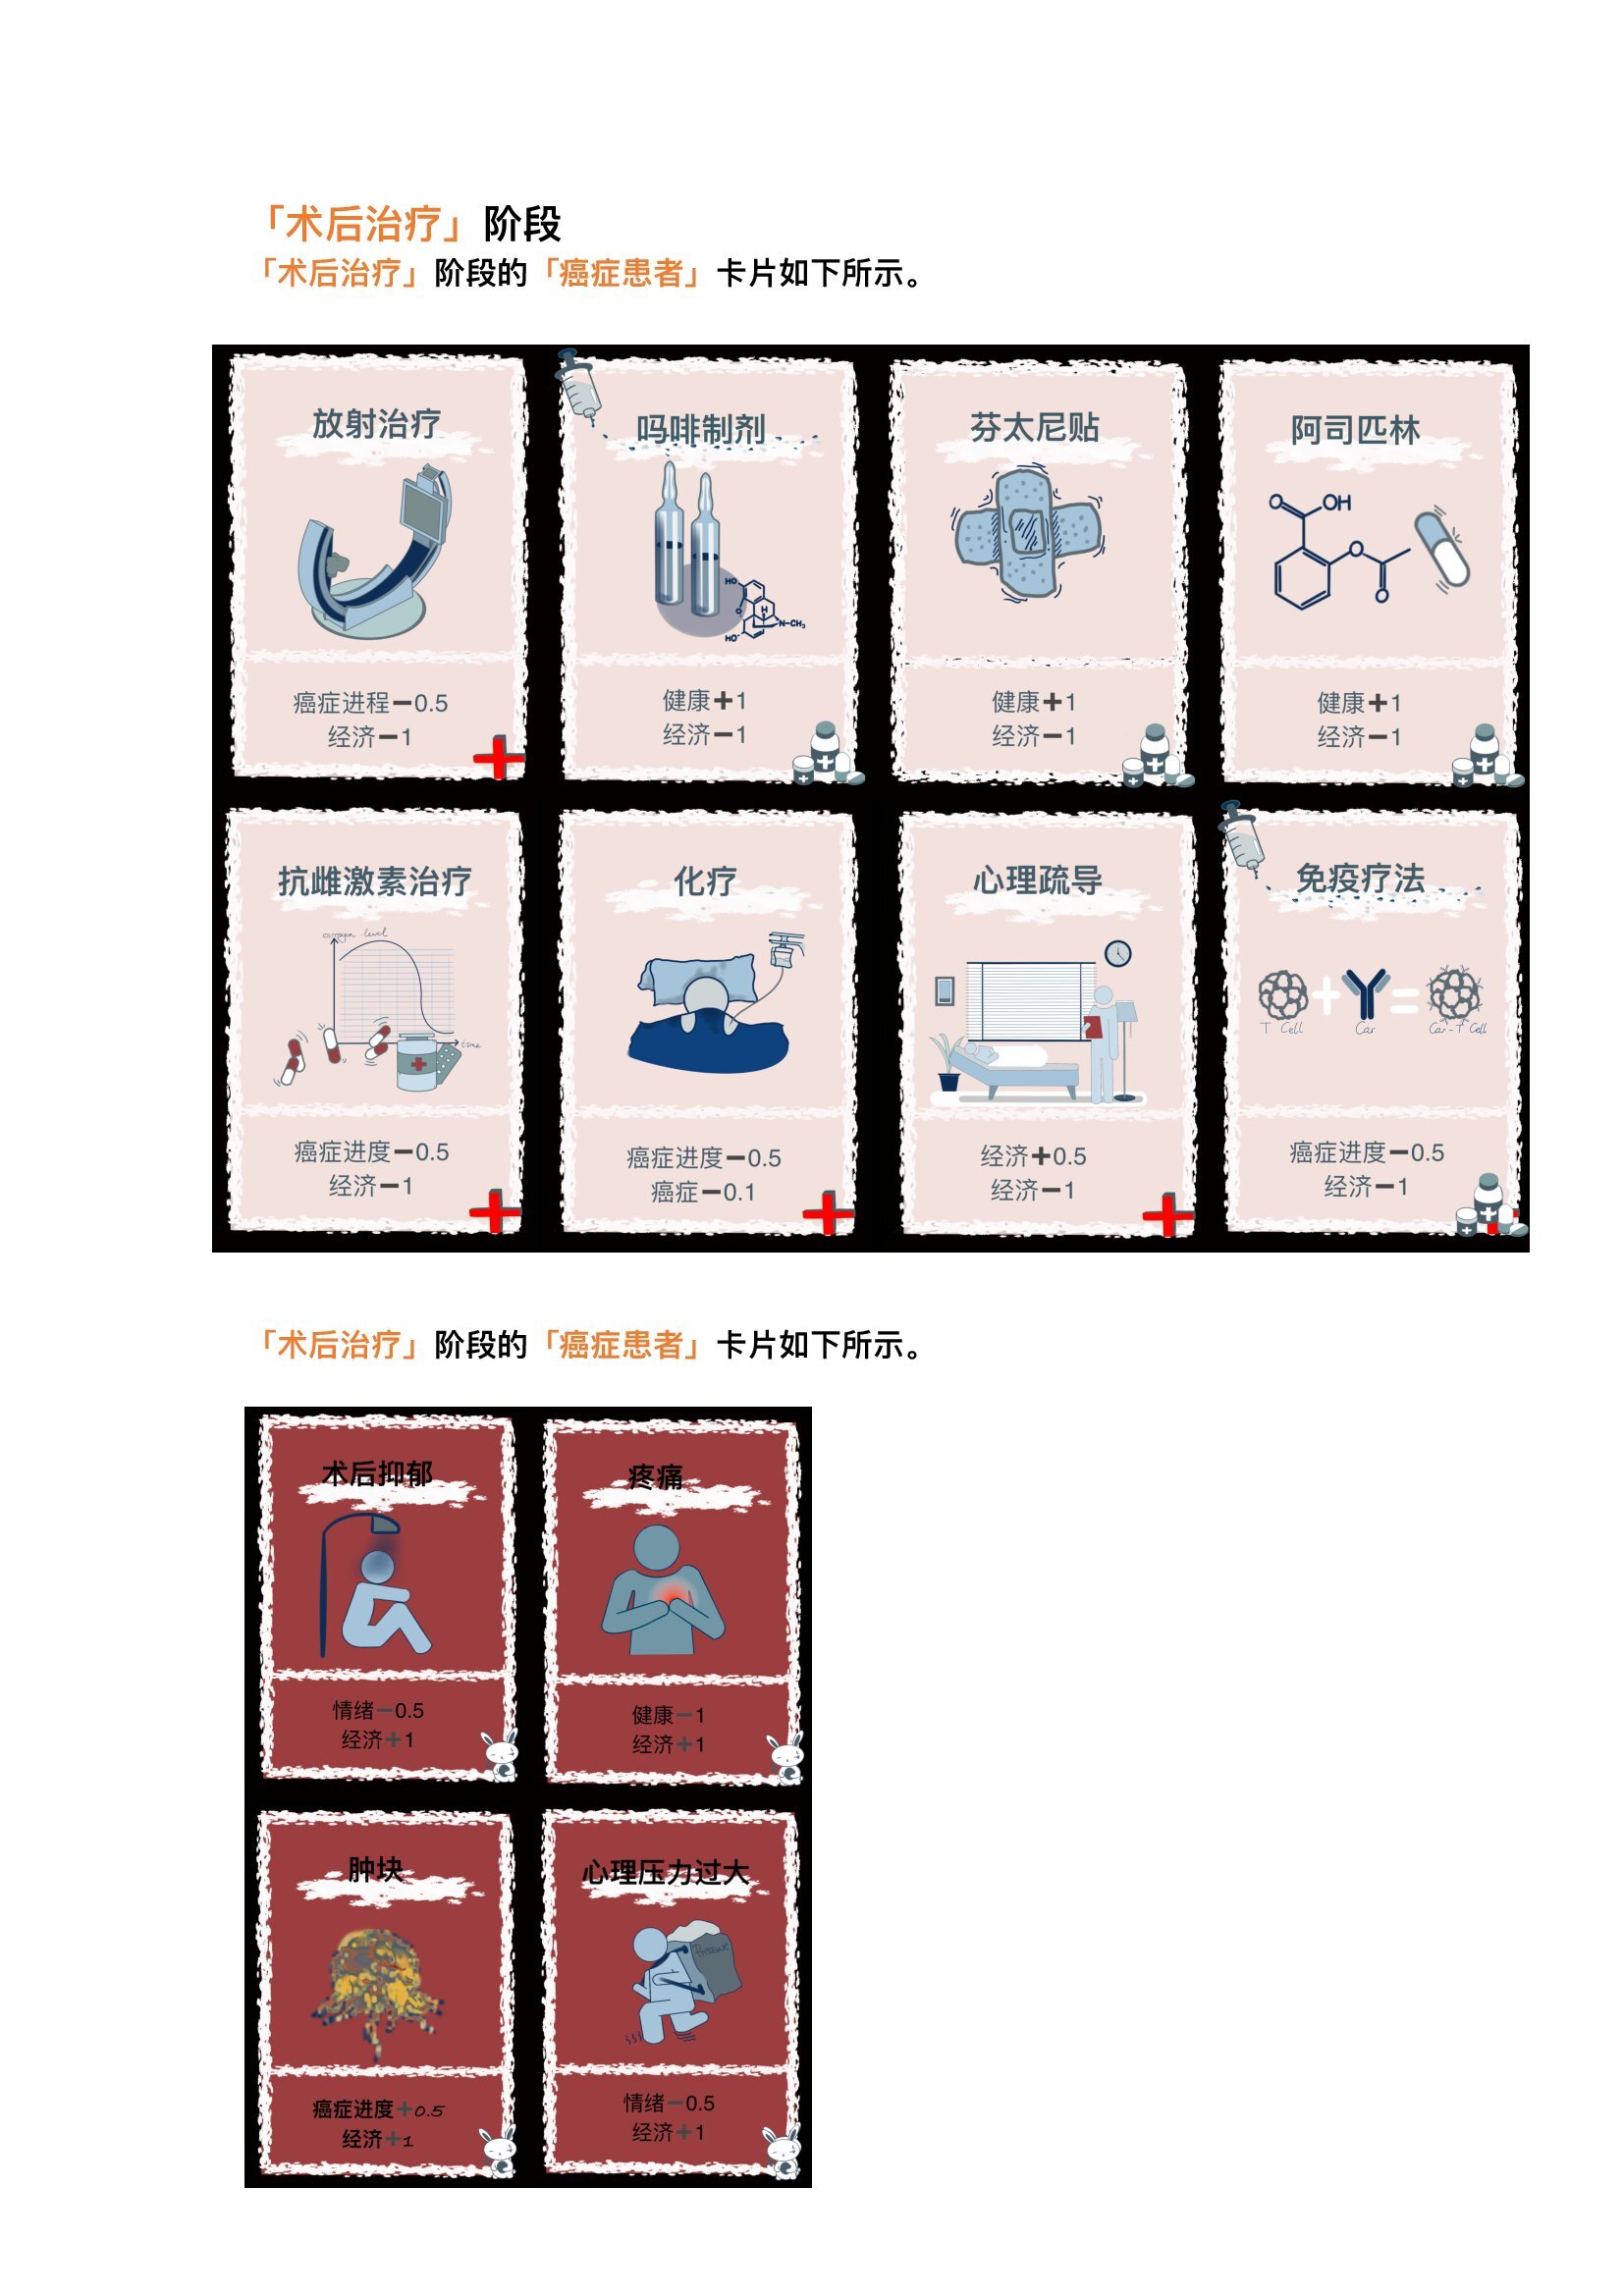 「术后治疗」阶段
「术后治疗」阶段的「癌症患者」卡片如下所示。
放射治疗
癌症进程−0.5
经济−1
吗啡制剂
HO
O
H
N-CH₃
HO
健康+1
经济−1
芬太尼贴
健康+1
经济−1
阿司匹林
O
OH
O
O
健康+1
经济−1
抗雌激素治疗
estrogen level
time
癌症进度−0.5
经济−1
化疗
癌症进度−0.5
癌症−0.1
心理疏导
经济+0.5
经济−1
免疫疗法
T Cell
Car
Car-T Cell
癌症进度−0.5
经济−1
「术后治疗」阶段的「癌症患者」卡片如下所示。
术后抑郁
情绪−0.5
经济+1
疼痛
健康−1
经济+1
肿块
癌症进度+0.5
经济+1
心理压力过大
Pressure
情绪−0.5
经济+1